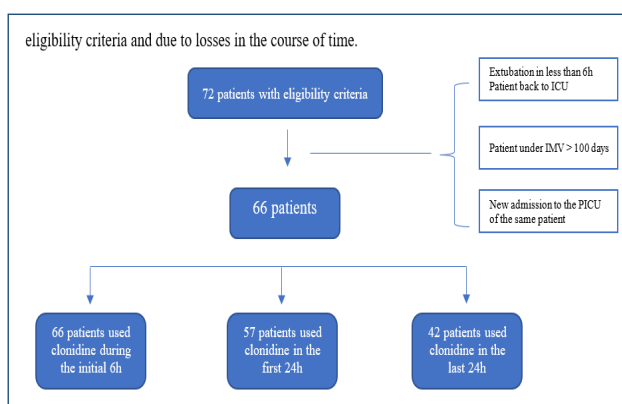 eligibility criteria and due to losses in the course of time.
72 patients with eligibility criteria
Extubation in less than 6h
Patient back to ICU
Patient under IMV > 100 days
New admission to the PICU
of the same patient
66 patients
66 patients used
clonidine during
the initial 6h
57 patients used
clonidine in the
first 24h
42 patients used
clonidine in the
last 24h